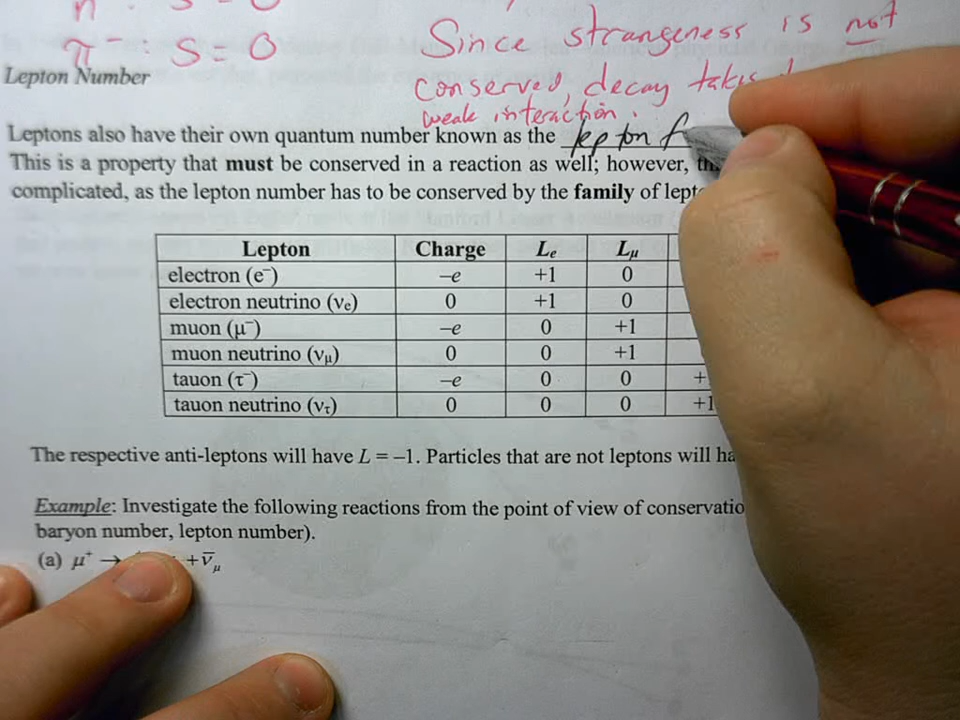 π⁻ : S = 0
Since strangeness is not
conserved, decay takes
weak interaction.
Lepton Number
Leptons also have their own quantum number known as the lepton
This is a property that must be conserved in a reaction as well; however,
complicated, as the lepton number has to be conserved by the family of
Lepton Charge Lₑ L_μ
electron (e⁻) –e +1 0
electron neutrino (νₑ) 0 +1 0
muon (μ⁻) –e 0 +1
muon neutrino (ν_μ) 0 0 +1
tauon (τ⁻) –e 0 0 +
tauon neutrino (ν_τ) 0 0 0 +1
The respective anti-leptons will have L = –1. Particles that are not leptons will
Example: Investigate the following reactions from the point of view of
baryon number, lepton number).
(a) μ⁺ → + ν̄_μ